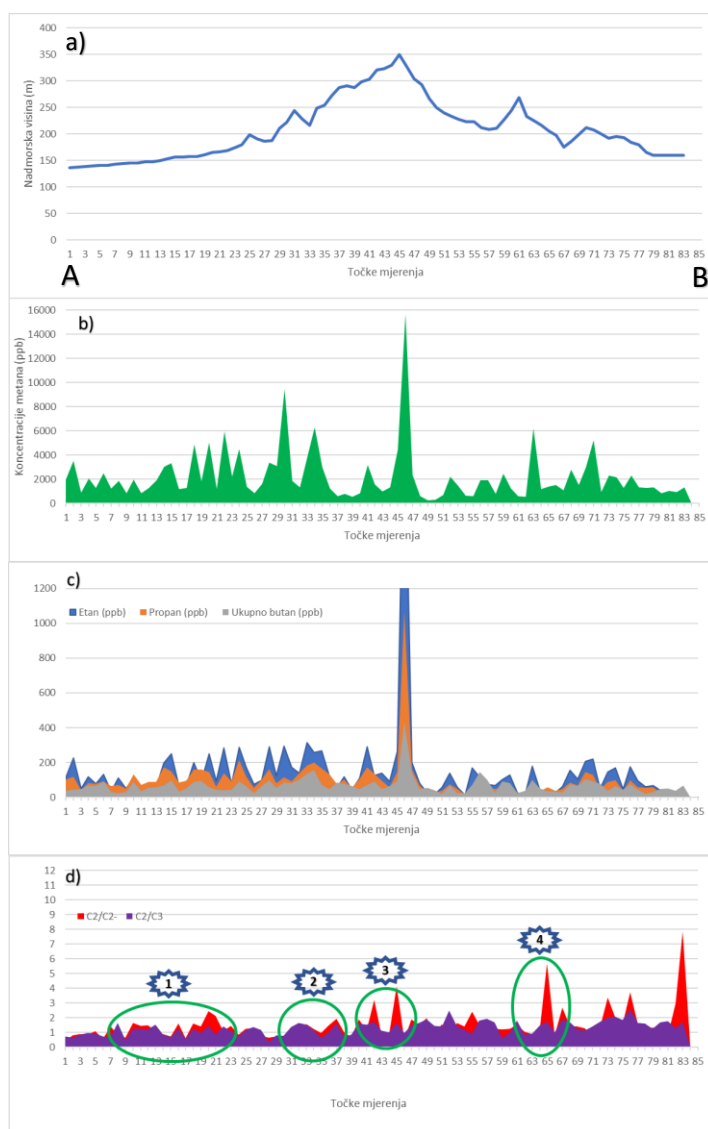 a)
Nadmorska visina (m)
400
350
300
250
200
150
100
50
0
1 3 5 7 9 11 13 15 17 19 21 23 25 27 29 31 33 35 37 39 41 43 45 47 49 51 53 55 57 59 61 63 65 67 69 71 73 75 77 79 81 83 85
A
Točke mjerenja
B
b)
Koncentracije metana (ppb)
16000
14000
12000
10000
8000
6000
4000
2000
0
1 3 5 7 9 11 13 15 17 19 21 23 25 27 29 31 33 35 37 39 41 43 45 47 49 51 53 55 57 59 61 63 65 67 69 71 73 75 77 79 81 83 85
Točke mjerenja
c)
Etan (ppb) Propan (ppb) Ukupno butan (ppb)
1200
1000
800
600
400
200
0
1 3 5 7 9 11 13 15 17 19 21 23 25 27 29 31 33 35 37 39 41 43 45 47 49 51 53 55 57 59 61 63 65 67 69 71 73 75 77 79 81 83 85
Točke mjerenja
d)
C2/C2- C2/C3
12
11
10
9
8
7
6
5
4
3
2
1
0
1
2
3
4
1 3 5 7 9 11 13 15 17 19 21 23 25 27 29 31 33 35 37 39 41 43 45 47 49 51 53 55 57 59 61 63 65 67 69 71 73 75 77 79 81 83 85
Točke mjerenja